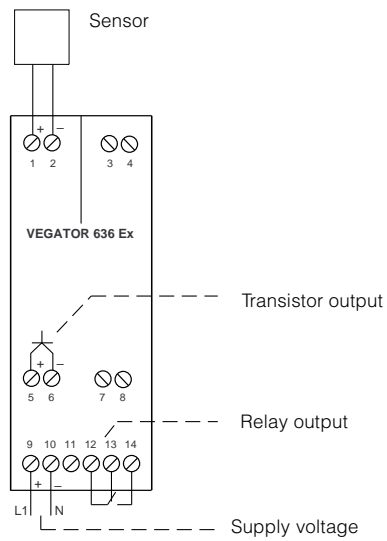 Sensor
+ –
1 2 3 4
VEGATOR 636 Ex
Transistor output
+ –
5 6 7 8
Relay output
9 10 11 12 13 14
+ –
L1 N
Supply voltage